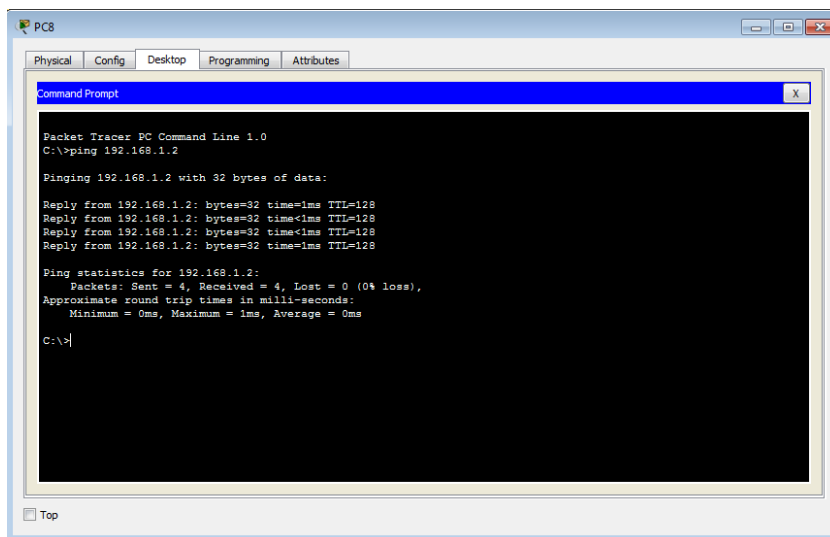 PC8
Physical Config Desktop Programming Attributes
Command Prompt
X
Packet Tracer PC Command Line 1.0
C:\>ping 192.168.1.2
Pinging 192.168.1.2 with 32 bytes of data:
Reply from 192.168.1.2: bytes=32 time=1ms TTL=128
Reply from 192.168.1.2: bytes=32 time<1ms TTL=128
Reply from 192.168.1.2: bytes=32 time<1ms TTL=128
Reply from 192.168.1.2: bytes=32 time=1ms TTL=128
Ping statistics for 192.168.1.2:
Packets: Sent = 4, Received = 4, Lost = 0 (0% loss),
Approximate round trip times in milli-seconds:
Minimum = 0ms, Maximum = 1ms, Average = 0ms
C:\>
Top